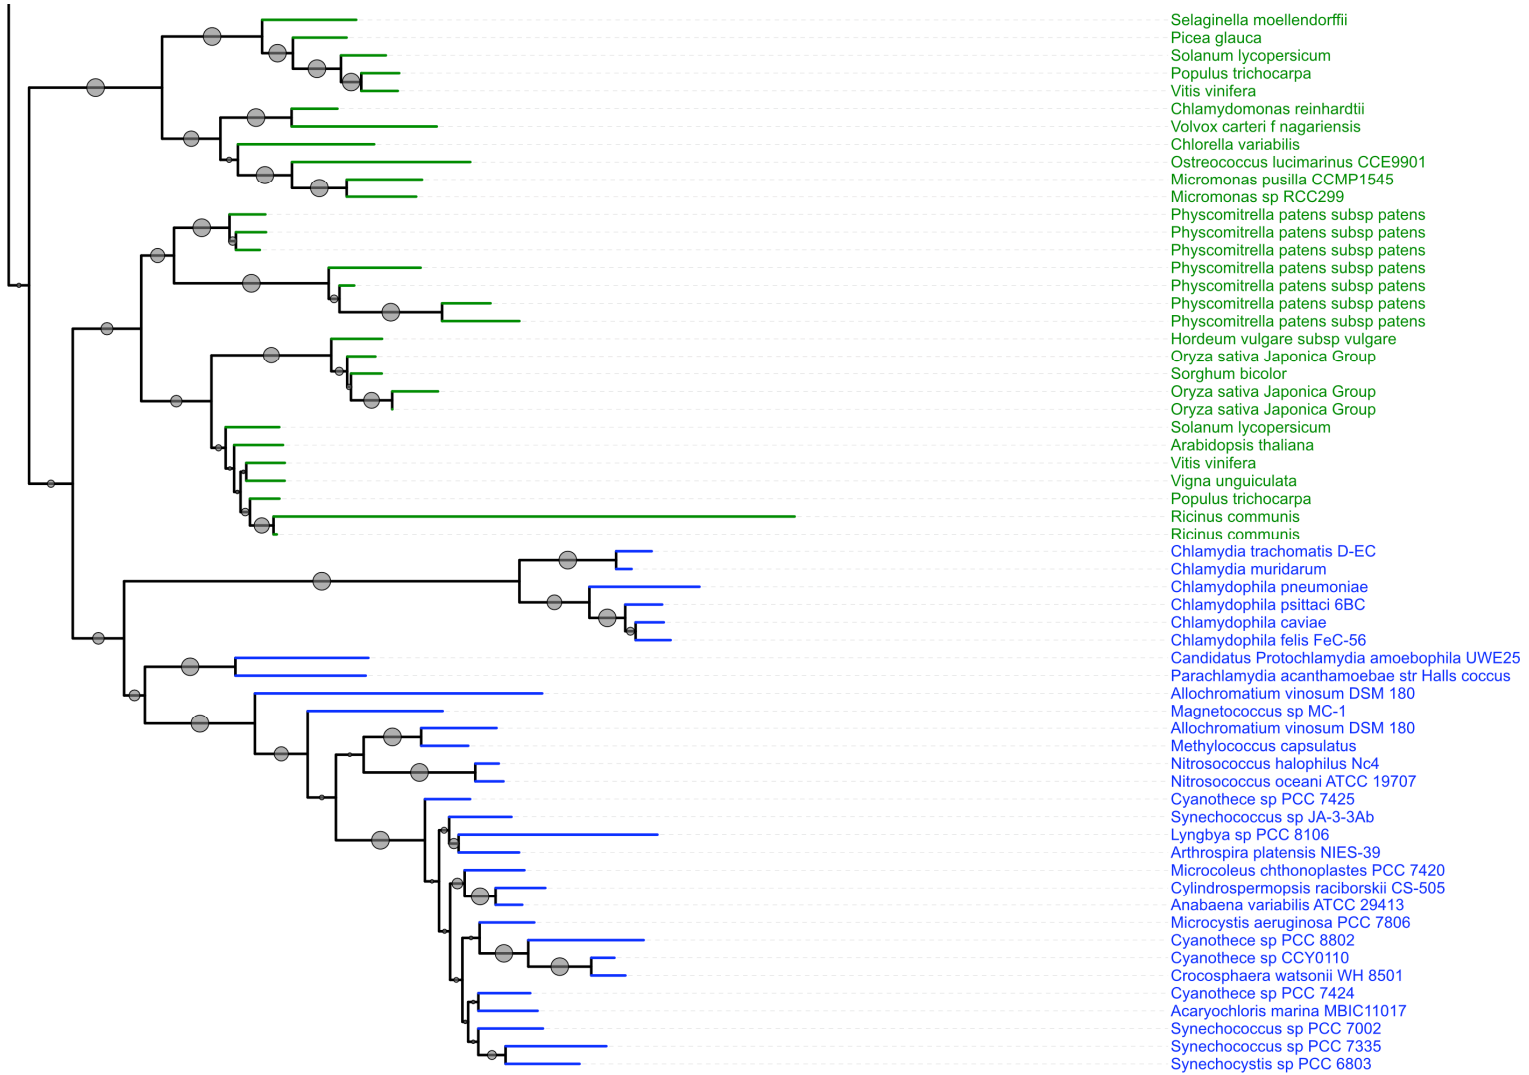 Selaginella moellendorffii
Picea glauca
Solanum lycopersicum
Populus trichocarpa
Vitis vinifera
Chlamydomonas reinhardtii
Volvox carteri f nagariensis
Chlorella variabilis
Ostreococcus lucimarinus CCE9901
Micromonas pusilla CCMP1545
Micromonas sp RCC299
Physcomitrella patens subsp patens
Physcomitrella patens subsp patens
Physcomitrella patens subsp patens
Physcomitrella patens subsp patens
Physcomitrella patens subsp patens
Physcomitrella patens subsp patens
Physcomitrella patens subsp patens
Hordeum vulgare subsp vulgare
Oryza sativa Japonica Group
Sorghum bicolor
Oryza sativa Japonica Group
Oryza sativa Japonica Group
Solanum lycopersicum
Arabidopsis thaliana
Vitis vinifera
Vigna unguiculata
Populus trichocarpa
Ricinus communis
Ricinus communis
Chlamydia trachomatis D-EC
Chlamydia muridarum
Chlamydophila pneumoniae
Chlamydophila psittaci 6BC
Chlamydophila caviae
Chlamydophila felis FeC-56
Candidatus Protochlamydia amoebophila UWE25
Parachlamydia acanthamoebae str Halls coccus
Allochromatium vinosum DSM 180
Magnetococcus sp MC-1
Allochromatium vinosum DSM 180
Methylococcus capsulatus
Nitrosococcus halophilus Nc4
Nitrosococcus oceani ATCC 19707
Cyanothece sp PCC 7425
Synechococcus sp JA-3-3Ab
Lyngbya sp PCC 8106
Arthrospira platensis NIES-39
Microcoleus chthonoplastes PCC 7420
Cylindrospermopsis raciborskii CS-505
Anabaena variabilis ATCC 29413
Microcystis aeruginosa PCC 7806
Cyanothece sp PCC 8802
Cyanothece sp CCY0110
Crocosphaera watsonii WH 8501
Cyanothece sp PCC 7424
Acaryochloris marina MBIC11017
Synechococcus sp PCC 7002
Synechococcus sp PCC 7335
Synechocystis sp PCC 6803